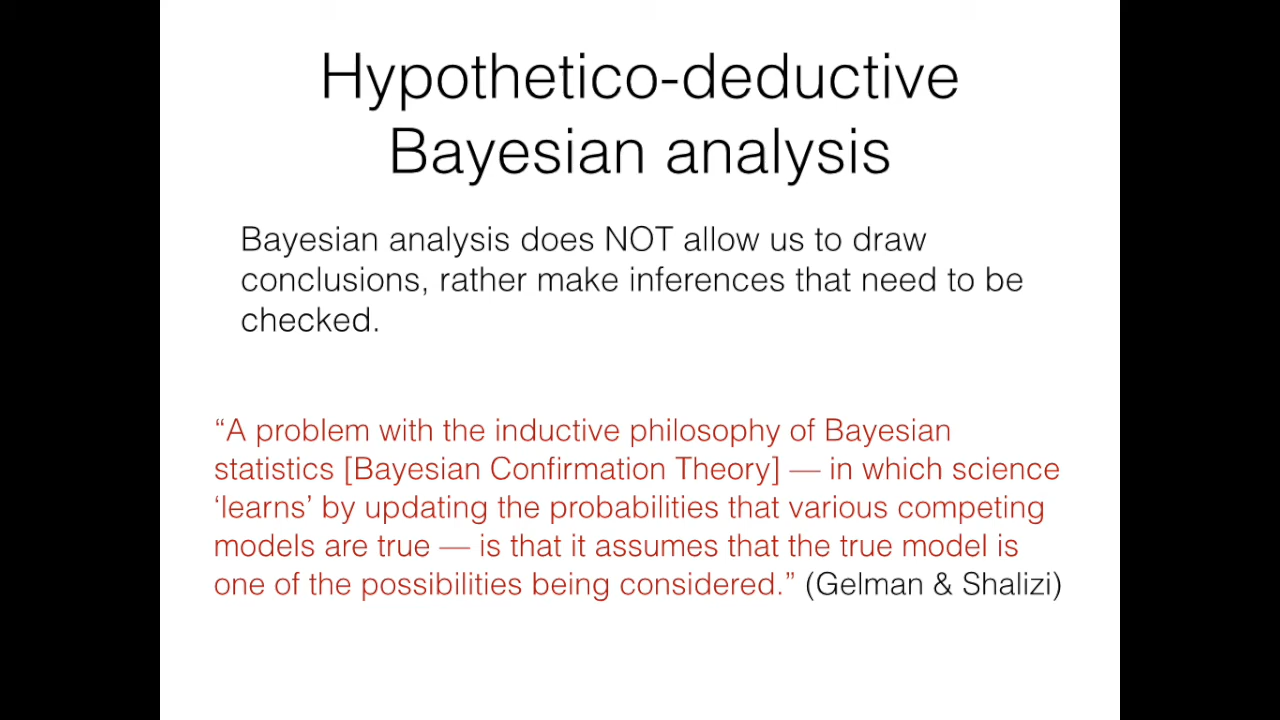 Hypothetico-deductive
Bayesian analysis
Bayesian analysis does NOT allow us to draw
conclusions, rather make inferences that need to be
checked.
“A problem with the inductive philosophy of Bayesian
statistics [Bayesian Confirmation Theory] — in which science
‘learns’ by updating the probabilities that various competing
models are true — is that it assumes that the true model is
one of the possibilities being considered.” (Gelman & Shalizi)